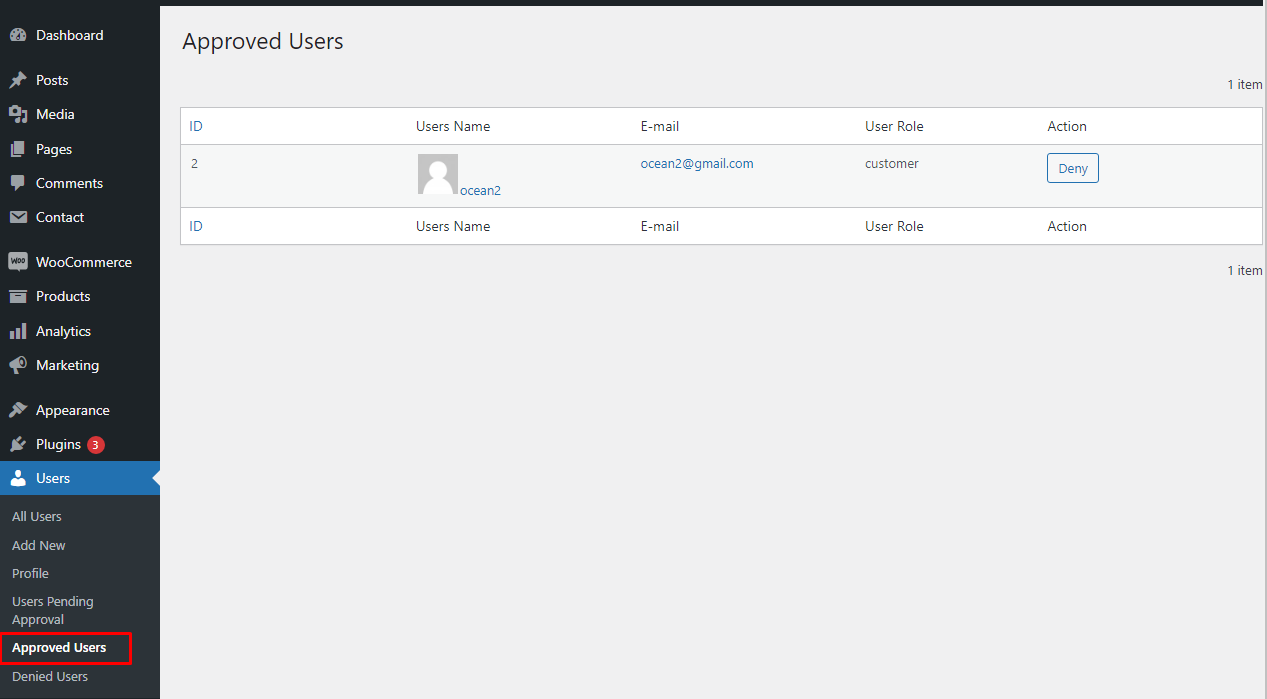 Dashboard
Posts
Media
Pages
Comments
Contact
WOO WooCommerce
Products
Analytics
Marketing
Appearance
Plugins 3
Users
All Users
Add New
Profile
Users Pending
Approval
Approved Users
Denied Users
Approved Users
1 item
ID Users Name E-mail User Role Action
2 ocean2 ocean2@gmail.com customer Deny
ID Users Name E-mail User Role Action
1 item